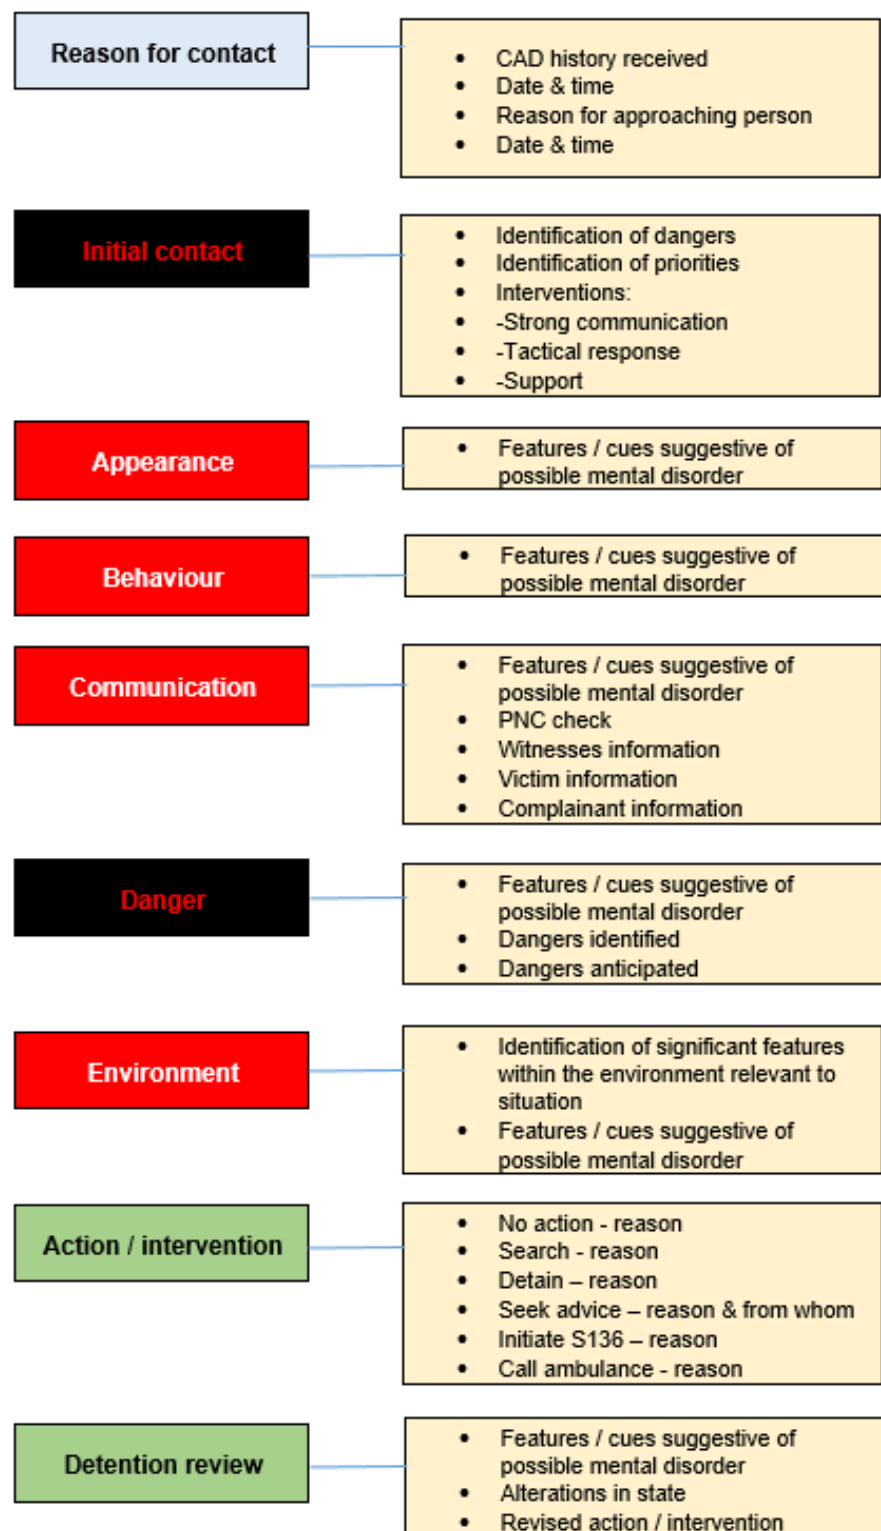 Reason for contact
• CAD history received
• Date & time
• Reason for approaching person
• Date & time
Initial contact
• Identification of dangers
• Identification of priorities
• Interventions:
• -Strong communication
• -Tactical response
• -Support
Appearance
• Features / cues suggestive of
possible mental disorder
Behaviour
• Features / cues suggestive of
possible mental disorder
Communication
• Features / cues suggestive of
possible mental disorder
• PNC check
• Witnesses information
• Victim information
• Complainant information
Danger
• Features / cues suggestive of
possible mental disorder
• Dangers identified
• Dangers anticipated
Environment
• Identification of significant features
within the environment relevant to
situation
• Features / cues suggestive of
possible mental disorder
Action / intervention
• No action - reason
• Search - reason
• Detain – reason
• Seek advice – reason & from whom
• Initiate S136 – reason
• Call ambulance - reason
Detention review
• Features / cues suggestive of
possible mental disorder
• Alterations in state
• Revised action / intervention